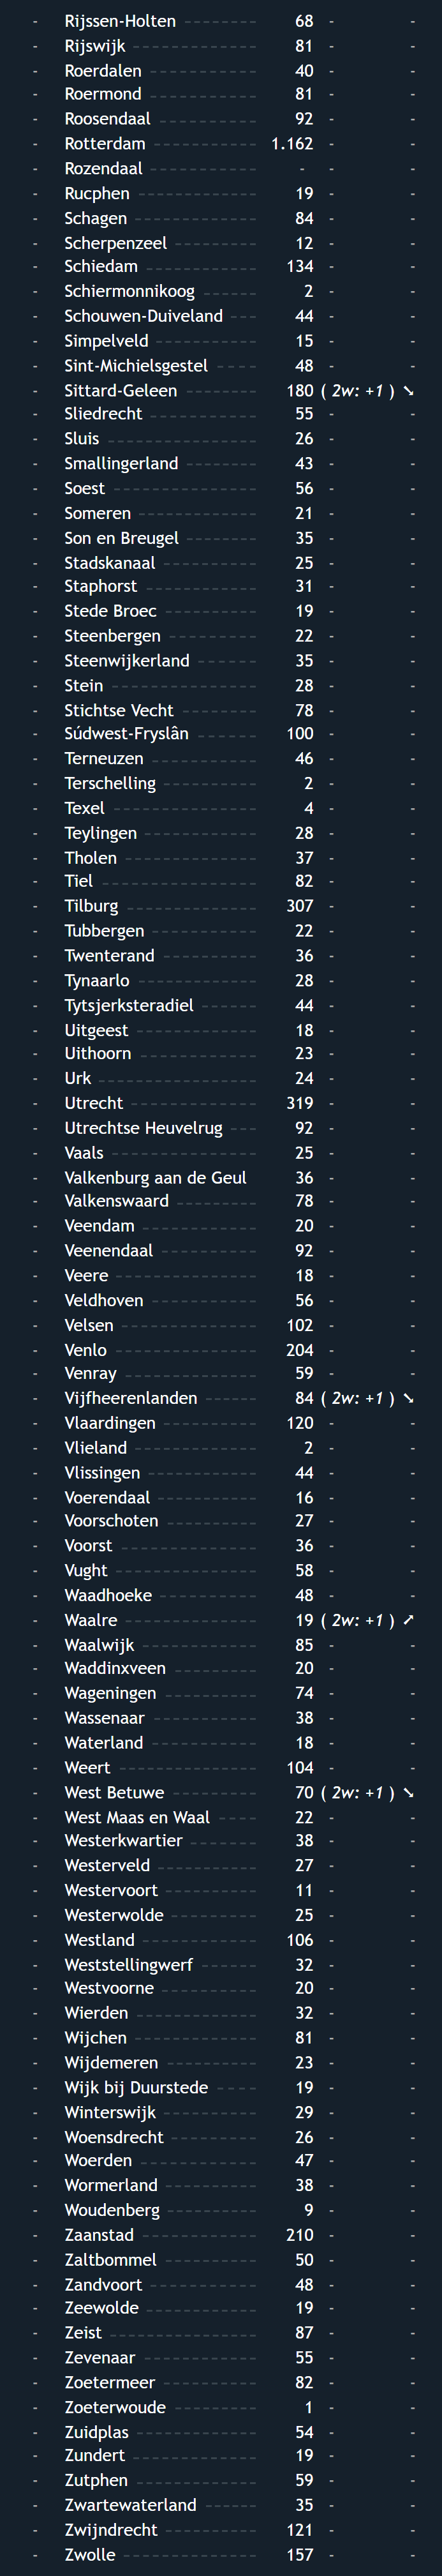 - Rijssen-Holten 68 - -
- Rijswijk 81 - -
- Roerdalen 40 - -
- Roermond 81 - -
- Roosendaal 92 - -
- Rotterdam 1.162 - -
- Rozendaal - - -
- Rucphen 19 - -
- Schagen 84 - -
- Scherpenzeel 12 - -
- Schiedam 134 - -
- Schiermonnikoog 2 - -
- Schouwen-Duiveland 44 - -
- Simpelveld 15 - -
- Sint-Michielsgestel 48 - -
- Sittard-Geleen 180 ( 2w: +1 ) ➘
- Sliedrecht 55 - -
- Sluis 26 - -
- Smallingerland 43 - -
- Soest 56 - -
- Someren 21 - -
- Son en Breugel 35 - -
- Stadskanaal 25 - -
- Staphorst 31 - -
- Stede Broec 19 - -
- Steenbergen 22 - -
- Steenwijkerland 35 - -
- Stein 28 - -
- Stichtse Vecht 78 - -
- Súdwest-Fryslân 100 - -
- Terneuzen 46 - -
- Terschelling 2 - -
- Texel 4 - -
- Teylingen 28 - -
- Tholen 37 - -
- Tiel 82 - -
- Tilburg 307 - -
- Tubbergen 22 - -
- Twenterand 36 - -
- Tynaarlo 28 - -
- Tytsjerksteradiel 44 - -
- Uitgeest 18 - -
- Uithoorn 23 - -
- Urk 24 - -
- Utrecht 319 - -
- Utrechtse Heuvelrug 92 - -
- Vaals 25 - -
- Valkenburg aan de Geul 36 - -
- Valkenswaard 78 - -
- Veendam 20 - -
- Veenendaal 92 - -
- Veere 18 - -
- Veldhoven 56 - -
- Velsen 102 - -
- Venlo 204 - -
- Venray 59 - -
- Vijfheerenlanden 84 ( 2w: +1 ) ➘
- Vlaardingen 120 - -
- Vlieland 2 - -
- Vlissingen 44 - -
- Voerendaal 16 - -
- Voorschoten 27 - -
- Voorst 36 - -
- Vught 58 - -
- Waadhoeke 48 - -
- Waalre 19 ( 2w: +1 ) ➚
- Waalwijk 85 - -
- Waddinxveen 20 - -
- Wageningen 74 - -
- Wassenaar 38 - -
- Waterland 18 - -
- Weert 104 - -
- West Betuwe 70 ( 2w: +1 ) ➘
- West Maas en Waal 22 - -
- Westerkwartier 38 - -
- Westerveld 27 - -
- Westervoort 11 - -
- Westerwolde 25 - -
- Westland 106 - -
- Weststellingwerf 32 - -
- Westvoorne 20 - -
- Wierden 32 - -
- Wijchen 81 - -
- Wijdemeren 23 - -
- Wijk bij Duurstede 19 - -
- Winterswijk 29 - -
- Woensdrecht 26 - -
- Woerden 47 - -
- Wormerland 38 - -
- Woudenberg 9 - -
- Zaanstad 210 - -
- Zaltbommel 50 - -
- Zandvoort 48 - -
- Zeewolde 19 - -
- Zeist 87 - -
- Zevenaar 55 - -
- Zoetermeer 82 - -
- Zoeterwoude 1 - -
- Zuidplas 54 - -
- Zundert 19 - -
- Zutphen 59 - -
- Zwartewaterland 35 - -
- Zwijndrecht 121 - -
- Zwolle 157 - -